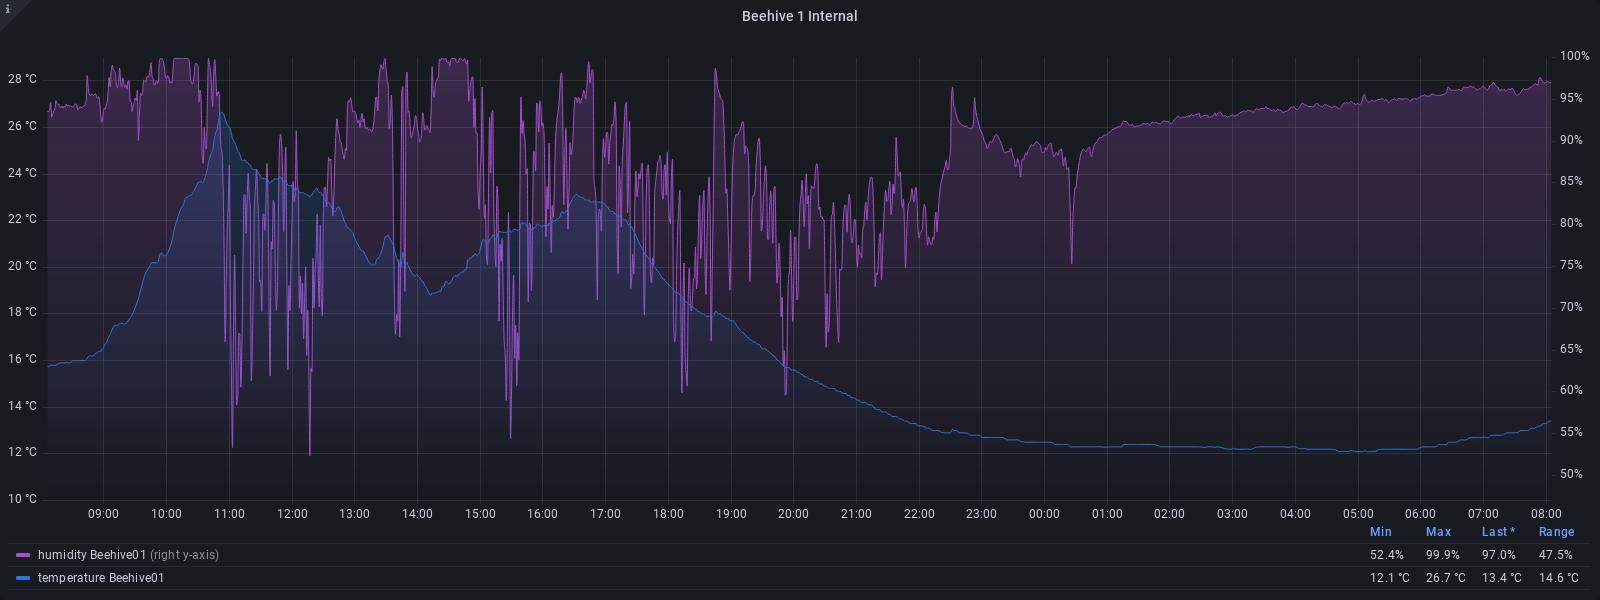 i
Beehive 1 Internal
28 °C
26 °C
24 °C
22 °C
20 °C
18 °C
16 °C
14 °C
12 °C
10 °C
100%
95%
90%
85%
80%
75%
70%
65%
60%
55%
50%
09:00 10:00 11:00 12:00 13:00 14:00 15:00 16:00 17:00 18:00 19:00 20:00 21:00 22:00 23:00 00:00 01:00 02:00 03:00 04:00 05:00 06:00 07:00 08:00
Min Max Last * Range
humidity Beehive01 (right y-axis) 52.4% 99.9% 97.0% 47.5%
temperature Beehive01 12.1 °C 26.7 °C 13.4 °C 14.6 °C